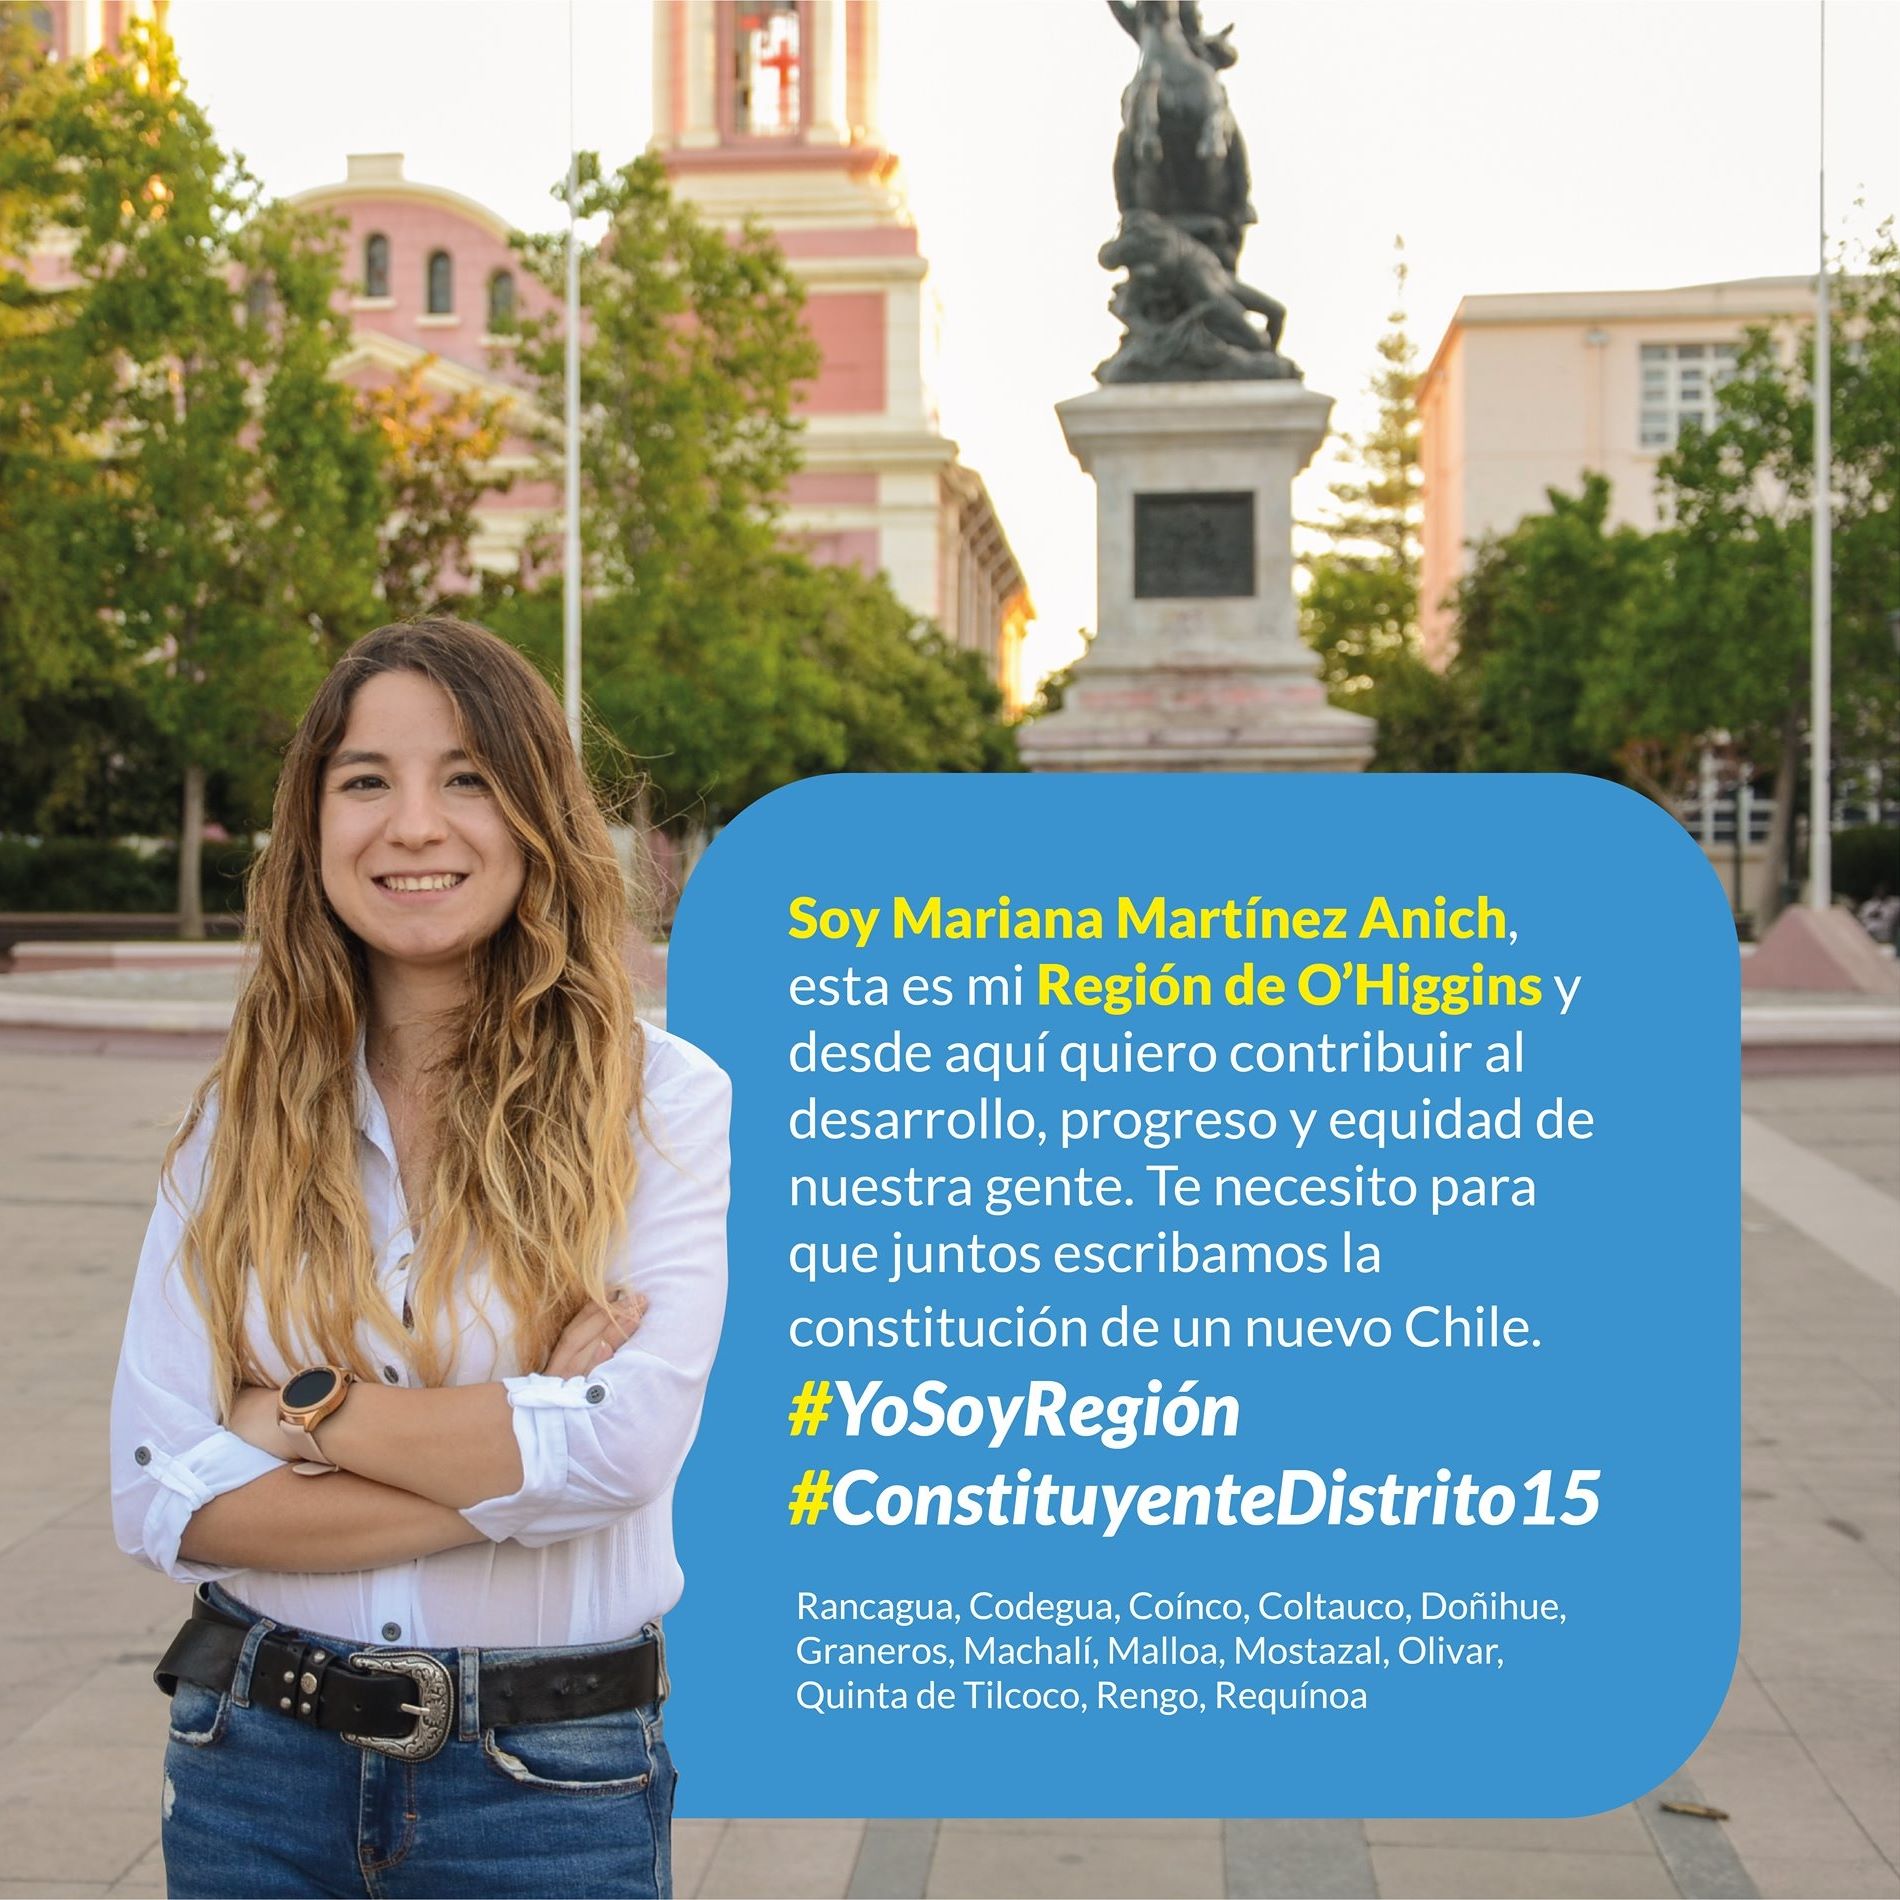 Soy Mariana Martínez Anich,
esta es mi Región de O’Higgins y
desde aquí quiero contribuir al
desarrollo, progreso y equidad de
nuestra gente. Te necesito para
que juntos escribamos la
constitución de un nuevo Chile.
#YoSoyRegión
#ConstituyenteDistrito15
Rancagua, Codegua, Coínco, Coltauco, Doñihue,
Graneros, Machalí, Malloa, Mostazal, Olivar,
Quinta de Tilcoco, Rengo, Requínoa